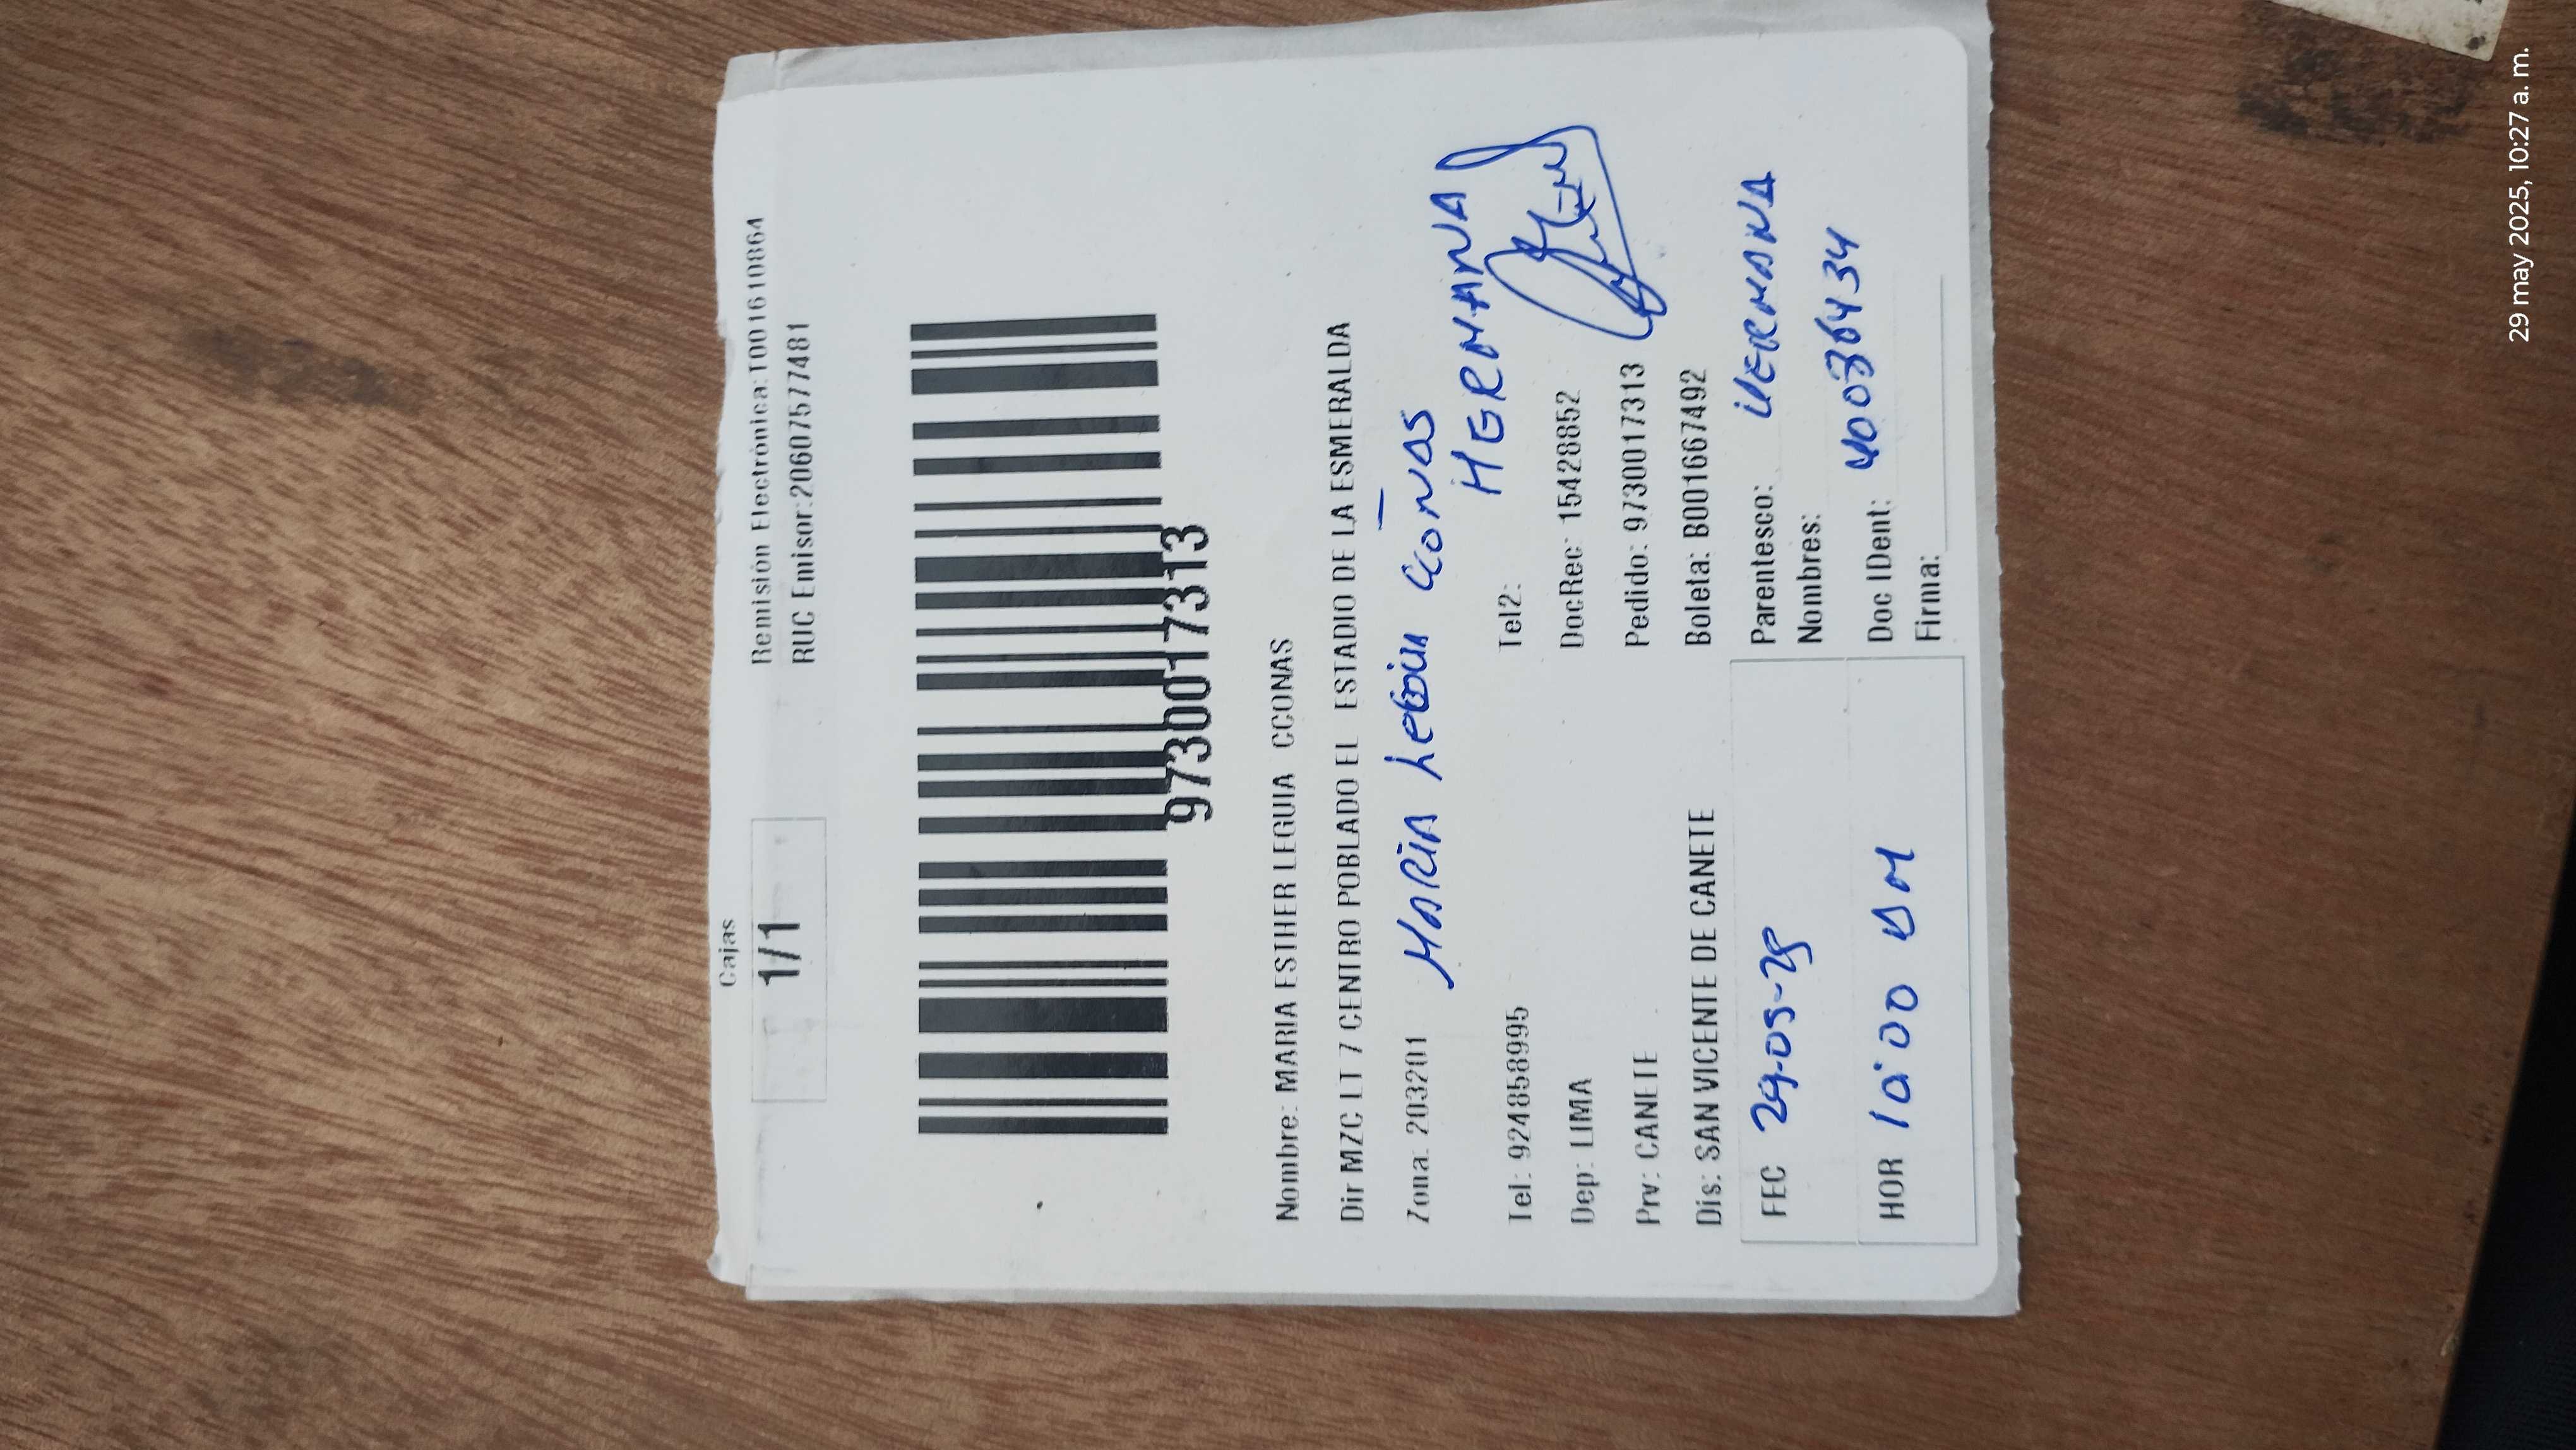 Cajas
1/1
Remisión Electrónica:T001610864
RUC Emisor:20607577481
9730017313
Nombre: MARIA ESTHER LEGUIA CCONAS
Dir MZC LT 7 CENTRO POBLADO EL ESTADIO DE LA ESMERALDA
Zona: 203201
MARIA Leguia CCOÑAS
HERMANA
Tel: 924858995
Tel2:
Dep: LIMA
DocRec: 15428852
Prv: CANETE
Pedido: 9730017313
Dis: SAN VICENTE DE CANETE
Boleta: B001667492
FEC 29-05-25
Parentesco: HERMANA
Nombres:
HOR 10:00 AM
Doc IDent: 40036434
Firma:
29 may 2025, 10:27 a. m.